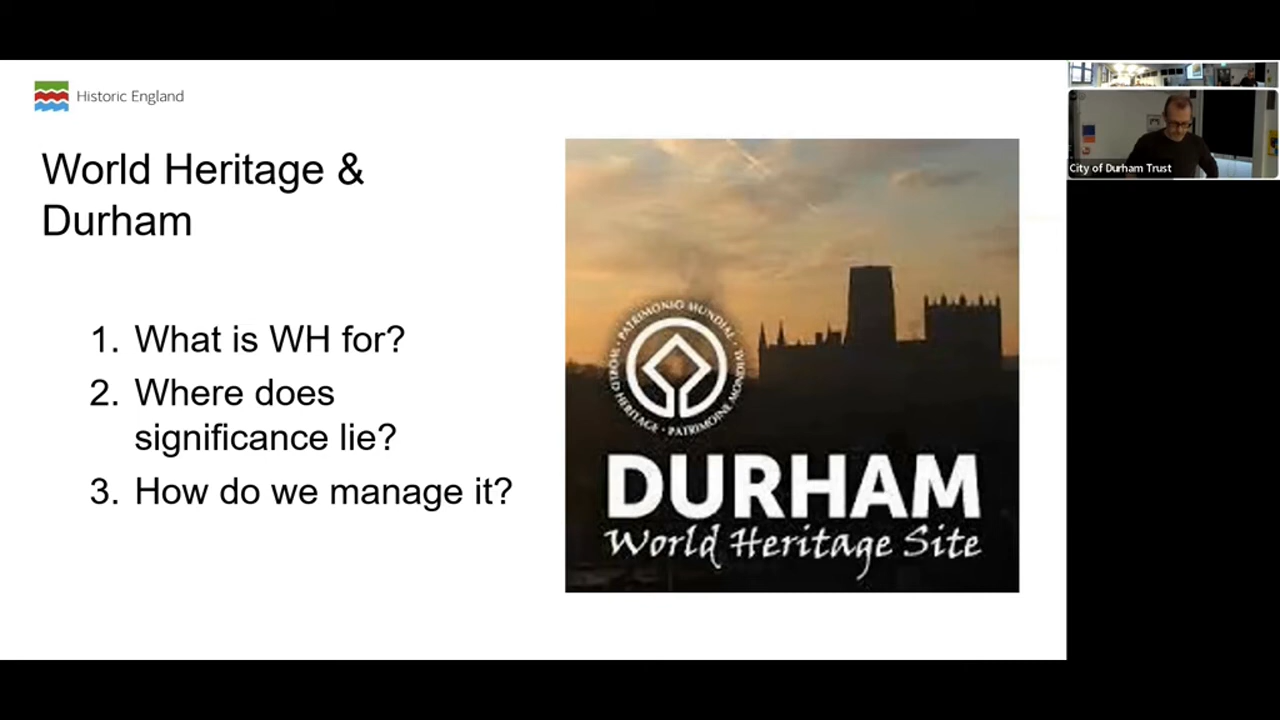 Historic England
World Heritage &
Durham
1. What is WH for?
2. Where does
significance lie?
3. How do we manage it?
WORLD HERITAGE • PATRIMONIO MUNDIAL • PATRIMOINE MONDIAL
DURHAM
World Heritage Site
City of Durham Trust